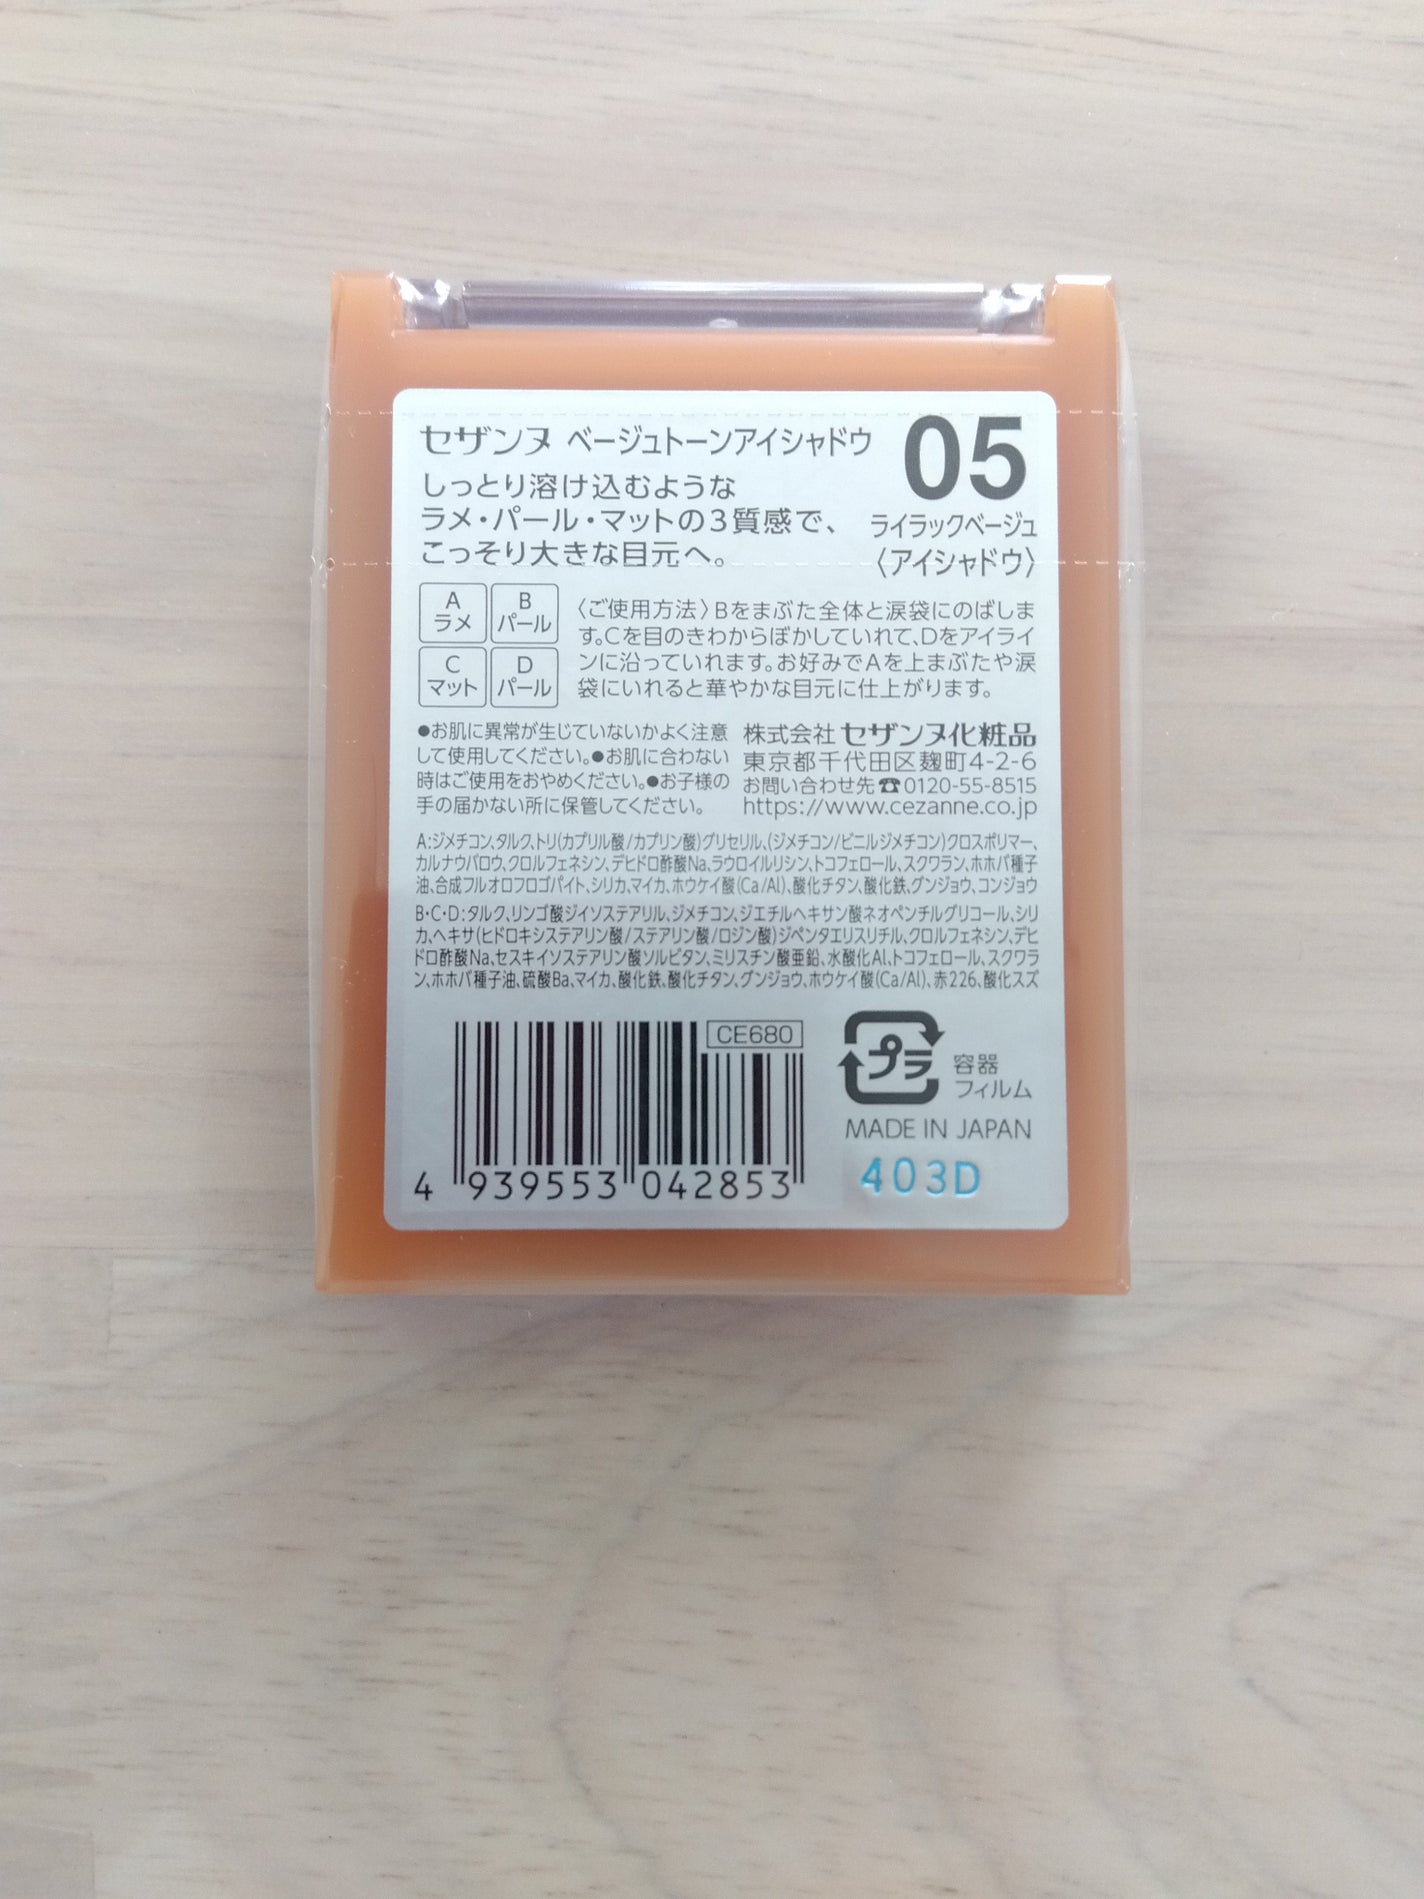 セザンヌ ベージュトーンアイシャドウ
05
ライラックベージュ
〈アイシャドウ〉
しっとり溶け込むような
ラメ・パール・マットの3質感で、
こっそり大きな目元へ。
A
ラメ
B
パール
C
マット
D
パール
〈ご使用方法〉Bをまぶた全体と涙袋にのばしま
す。Cを目のきわからぼかしていれて、Dをアイライ
ンに沿っていれます。お好みでAを上まぶたや涙
袋にいれると華やかな目元に仕上がります。
●お肌に異常が生じていないかよく注意
して使用してください。●お肌に合わない
時はご使用をおやめください。●お子様の
手の届かない所に保管してください。
株式会社 セザンヌ化粧品
東京都千代田区麹町4-2-6
お問い合わせ先☎0120-55-8515
https://www.cezanne.co.jp
A:ジメチコン、タルク、トリ(カプリル酸/カプリン酸)グリセリル、(ジメチコン/ビニルジメチコン)クロスポリマー、
カルナウバロウ、クロルフェネシン、デヒドロ酢酸Na、ラウロイルリシン、トコフェロール、スクワラン、ホホバ種子
油、合成フルオロフロゴパイト、シリカ、マイカ、ホウケイ酸(Ca/Al)、酸化チタン、酸化鉄、グンジョウ、コンジョウ
B・C・D:タルク、リンゴ酸ジイソステアリル、ジメチコン、ジエチルヘキサン酸ネオペンチルグリコール、シリ
カ、ヘキサ(ヒドロキシステアリン酸/ステアリン酸/ロジン酸)ジペンタエリスリチル、クロルフェネシン、デヒ
ドロ酢酸Na、セスキイソステアリン酸ソルビタン、ミリスチン酸亜鉛、水酸化Al、トコフェロール、スクワラ
ン、ホホバ種子油、硫酸Ba、マイカ、酸化鉄、酸化チタン、グンジョウ、ホウケイ酸(Ca/Al)、赤226、酸化スズ
CE680
4 939553 042853
プラ
容器
フィルム
MADE IN JAPAN
403D